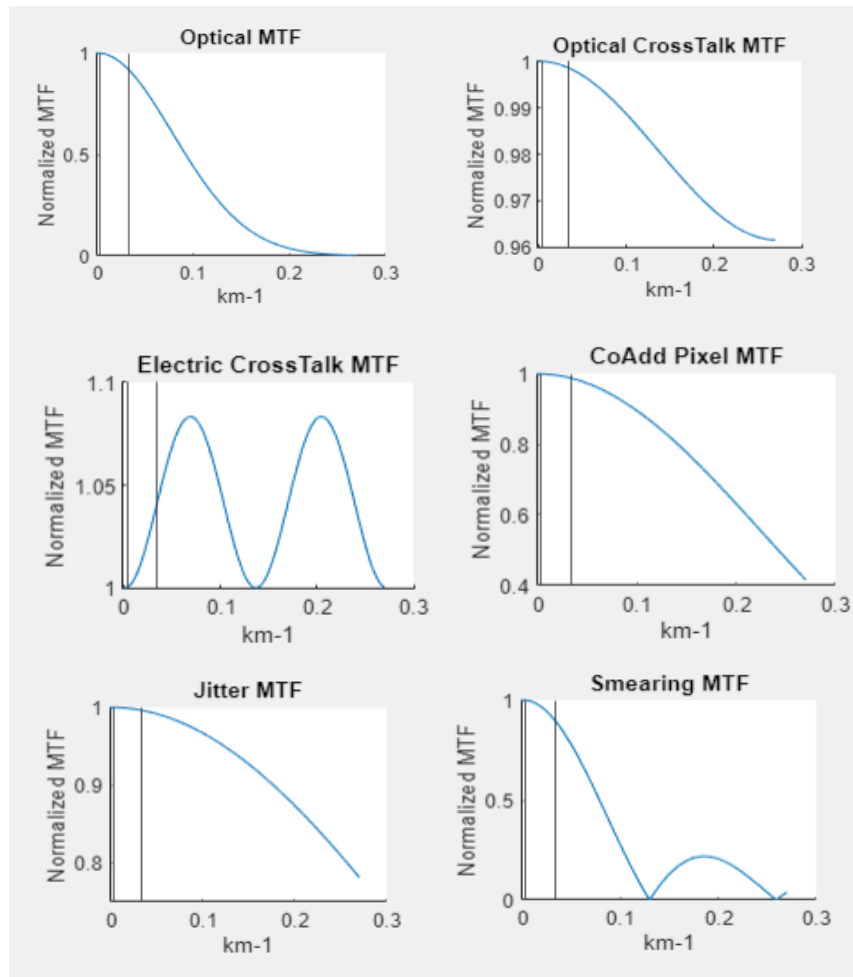 Optical MTF
Normalized MTF
1
0.5
0
0
0.1
0.2
0.3
km-1
Optical CrossTalk MTF
Normalized MTF
1
0.99
0.98
0.97
0.96
0
0.1
0.2
0.3
km-1
Electric CrossTalk MTF
Normalized MTF
1.1
1.05
1
0
0.1
0.2
0.3
km-1
CoAdd Pixel MTF
Normalized MTF
1
0.8
0.6
0.4
0
0.1
0.2
0.3
km-1
Jitter MTF
Normalized MTF
1
0.9
0.8
0
0.1
0.2
0.3
km-1
Smearing MTF
Normalized MTF
1
0.5
0
0
0.1
0.2
0.3
km-1